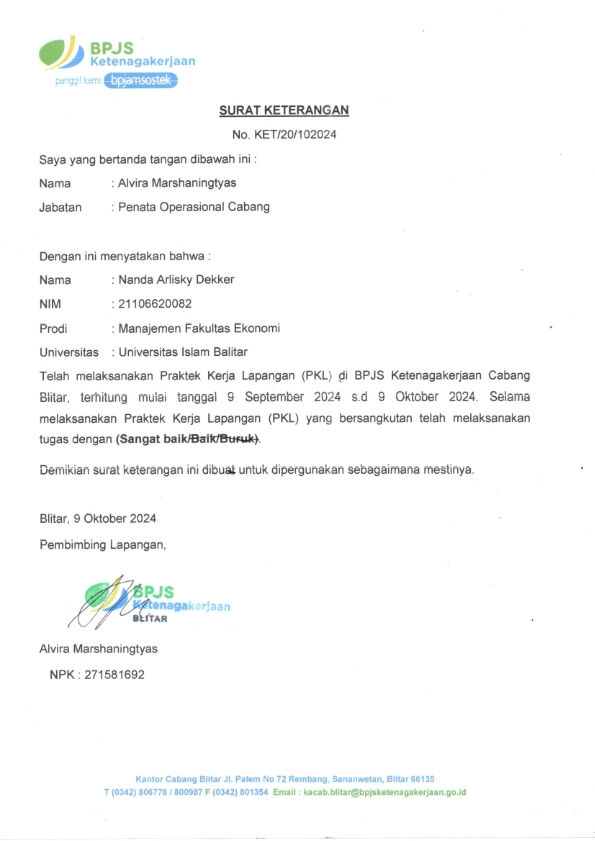 BPJS
Ketenagakerjaan
panggil kami bpjamsostek
SURAT KETERANGAN
No. KET/20/102024
Saya yang bertanda tangan dibawah ini :
Nama : Alvira Marshaningtyas
Jabatan : Penata Operasional Cabang
Dengan ini menyatakan bahwa :
Nama : Nanda Arlisky Dekker
NIM : 21106620082
Prodi : Manajemen Fakultas Ekonomi
Universitas : Universitas Islam Balitar
Telah melaksanakan Praktek Kerja Lapangan (PKL) di BPJS Ketenagakerjaan Cabang
Blitar, terhitung mulai tanggal 9 September 2024 s.d 9 Oktober 2024. Selama
melaksanakan Praktek Kerja Lapangan (PKL) yang bersangkutan telah melaksanakan
tugas dengan (Sangat baik/Baik/Buruk).
Demikian surat keterangan ini dibuat untuk dipergunakan sebagaimana mestinya.
Blitar, 9 Oktober 2024
Pembimbing Lapangan,
BPJS
Ketenagakerjaan
BLITAR
Alvira Marshaningtyas
NPK : 271581692
Kantor Cabang Blitar Jl. Palem No 72 Rembang, Sananwetan, Blitar 66135
T (0342) 806778 / 800987 F (0342) 801354 Email : kacab.blitar@bpjsketenagakerjaan.go.id